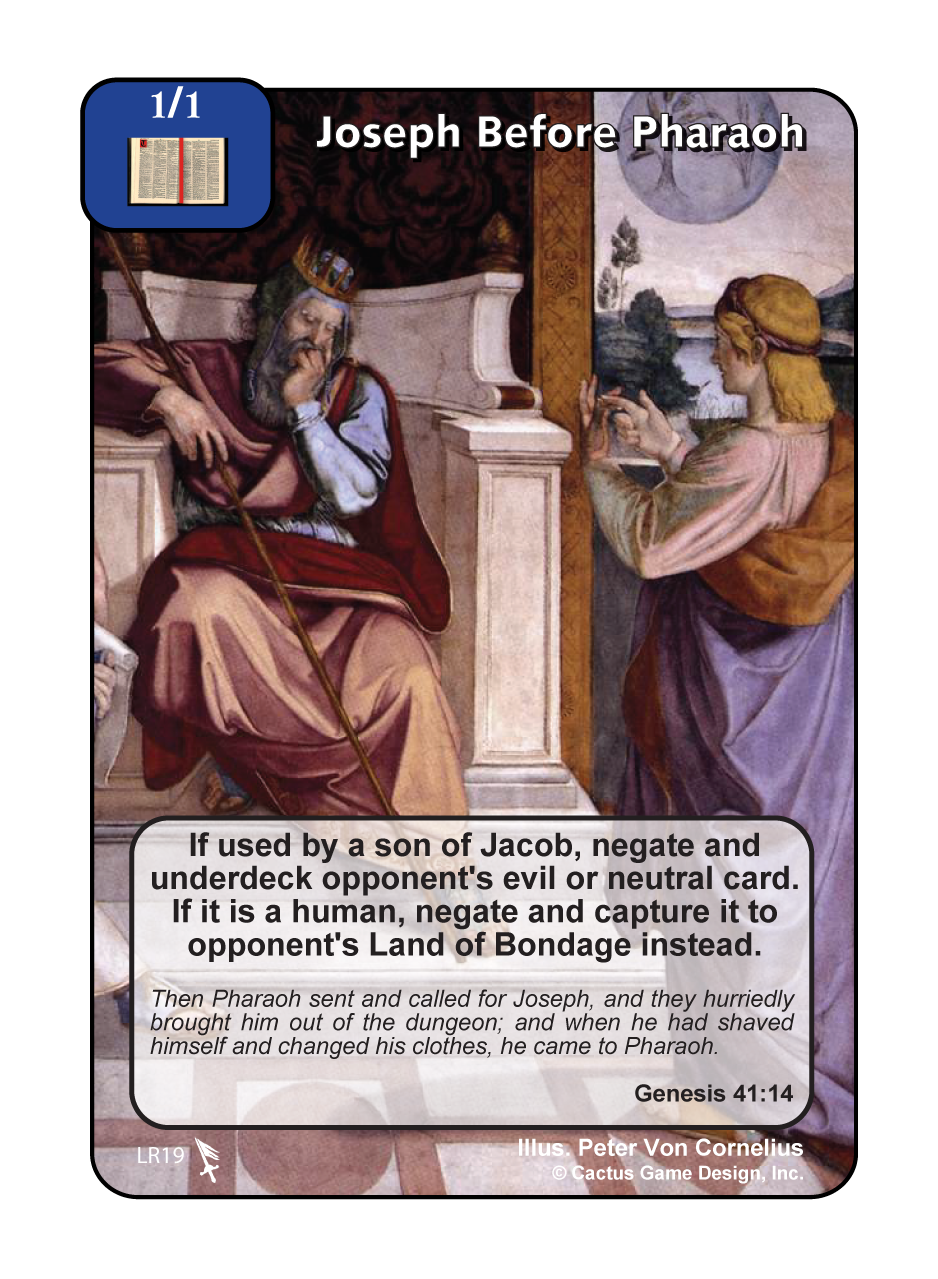 1/1
Joseph Before Pharaoh
If used by a son of Jacob, negate and
underdeck opponent's evil or neutral card.
If it is a human, negate and capture it to
opponent's Land of Bondage instead.
Then Pharaoh sent and called for Joseph, and they hurriedly
brought him out of the dungeon; and when he had shaved
himself and changed his clothes, he came to Pharaoh.
Genesis 41:14
LR19
Illus. Peter Von Cornelius
© Cactus Game Design, Inc.